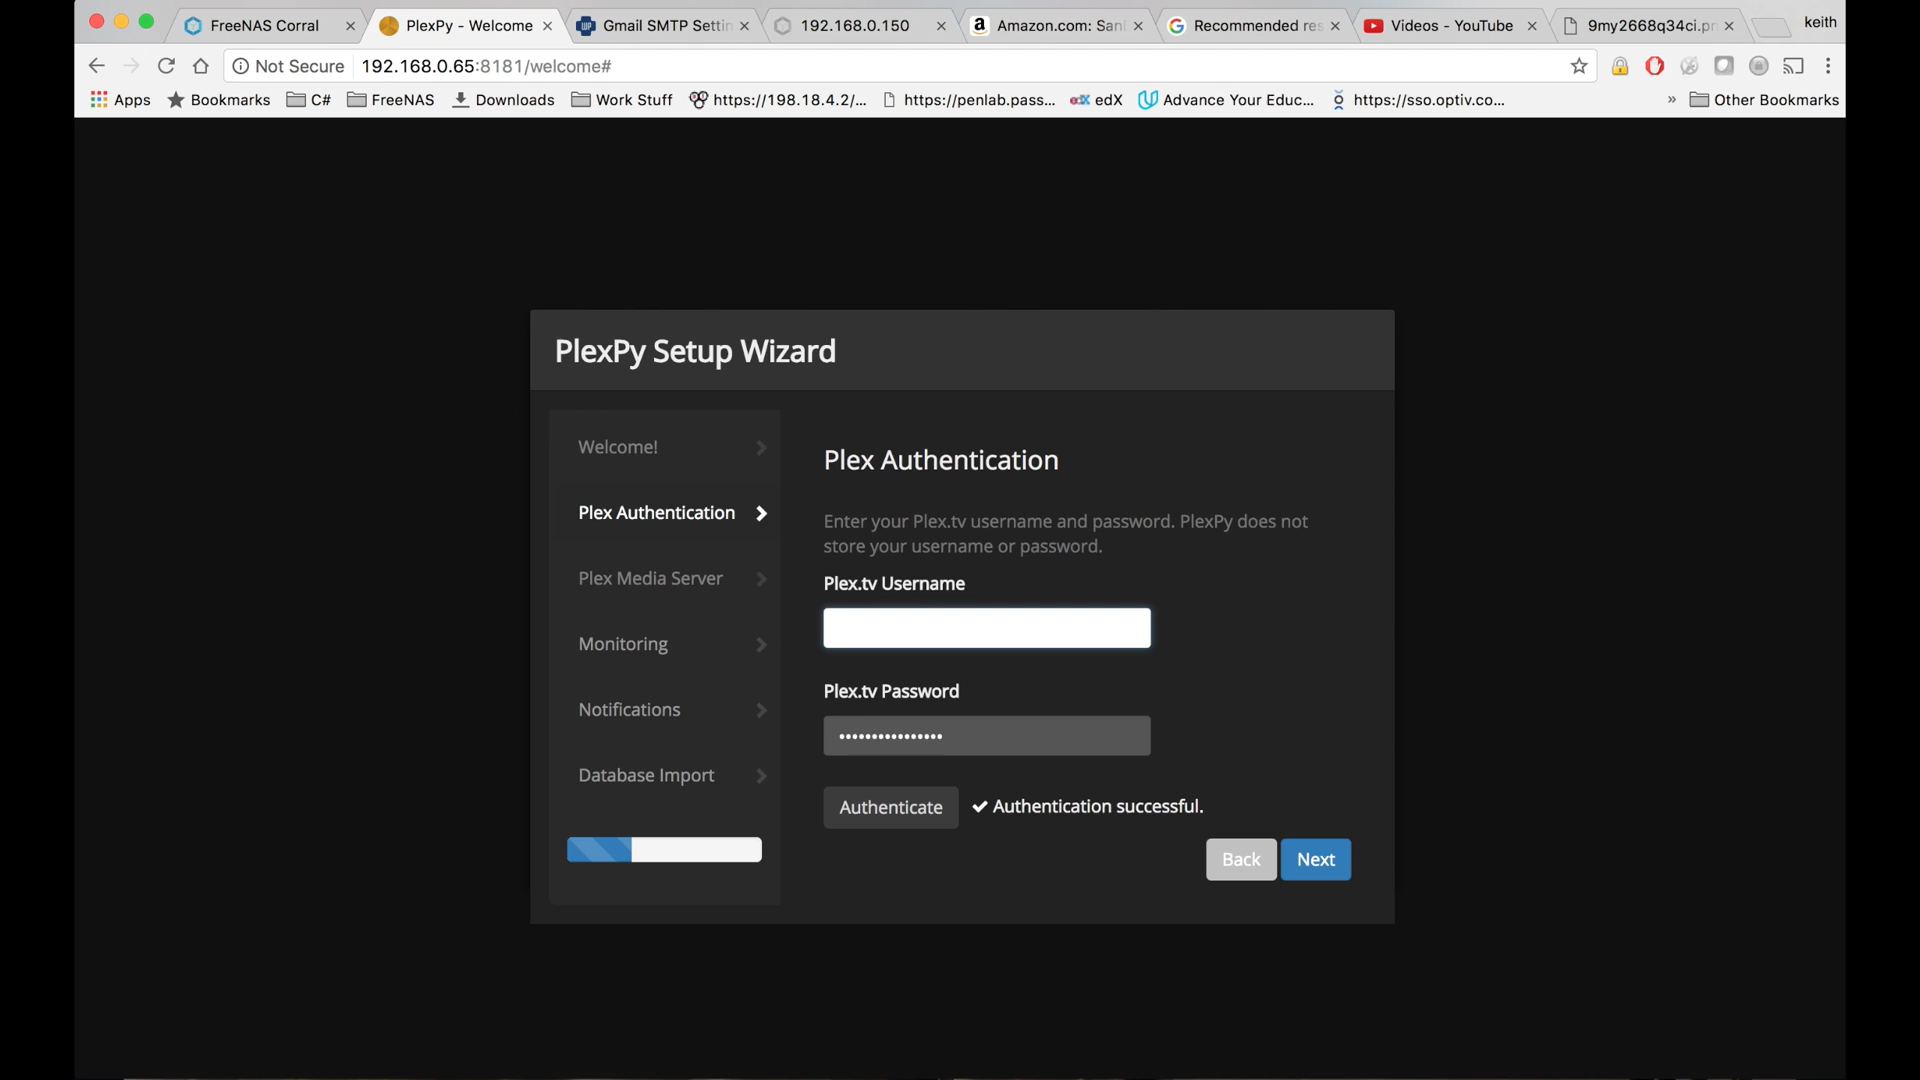 FreeNAS Corral
PlexPy - Welcome
Gmail SMTP Settin
192.168.0.150
Amazon.com: San
Recommended res
Videos - YouTube
9my2668q34ci.pn
keith
Not Secure
192.168.0.65:8181/welcome#
Apps
Bookmarks
C#
FreeNAS
Downloads
Work Stuff
https://198.18.4.2/...
https://penlab.pass...
edX
Advance Your Educ...
https://sso.optiv.co...
»
Other Bookmarks
PlexPy Setup Wizard
Welcome!
Plex Authentication
Plex Media Server
Monitoring
Notifications
Database Import
Plex Authentication
Enter your Plex.tv username and password. PlexPy does not
store your username or password.
Plex.tv Username
Plex.tv Password
••••••••••••••••
Authenticate
Authentication successful.
Back
Next